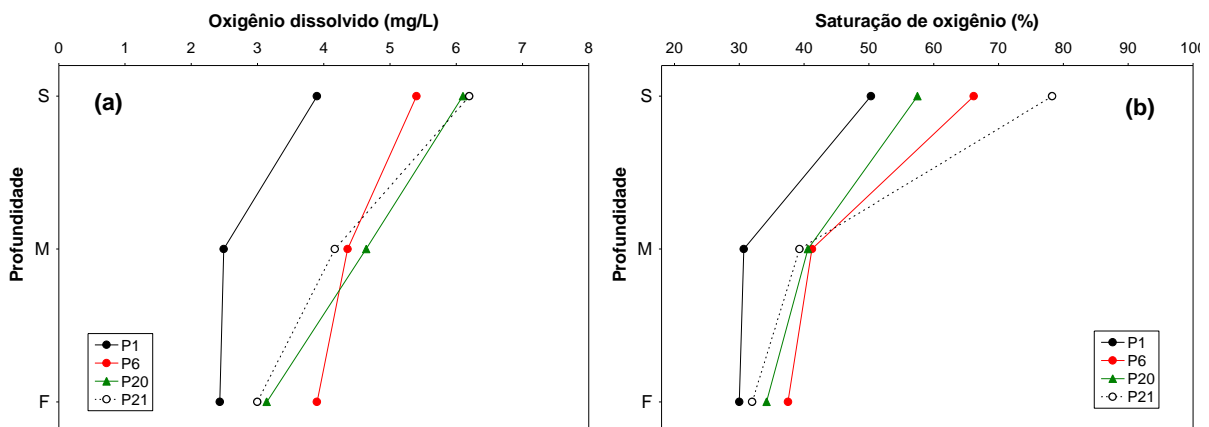 Oxigênio dissolvido (mg/L)
0 1 2 3 4 5 6 7 8
(a)
Profundidade
S
M
F
P1
P6
P20
P21
Saturação de oxigênio (%)
20 30 40 50 60 70 80 90 100
(b)
Profundidade
S
M
F
P1
P6
P20
P21